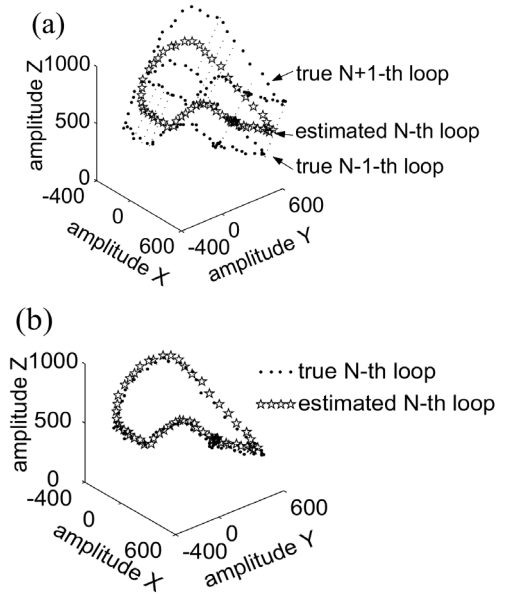 (a)
amplitude Z
1000
500
0
-400
0
600
amplitude X
-400
0
600
amplitude Y
true N+1-th loop
estimated N-th loop
true N-1-th loop
(b)
amplitude Z
1000
500
0
-400
0
600
amplitude X
-400
0
600
amplitude Y
true N-th loop
estimated N-th loop